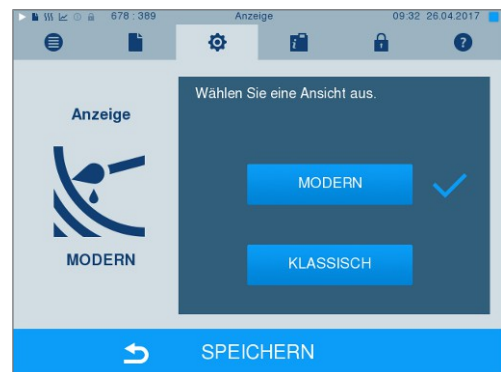 678 : 389 Anzeige 09:32 26.04.2017
Wählen Sie eine Ansicht aus.
Anzeige
MODERN
MODERN
KLASSISCH
SPEICHERN